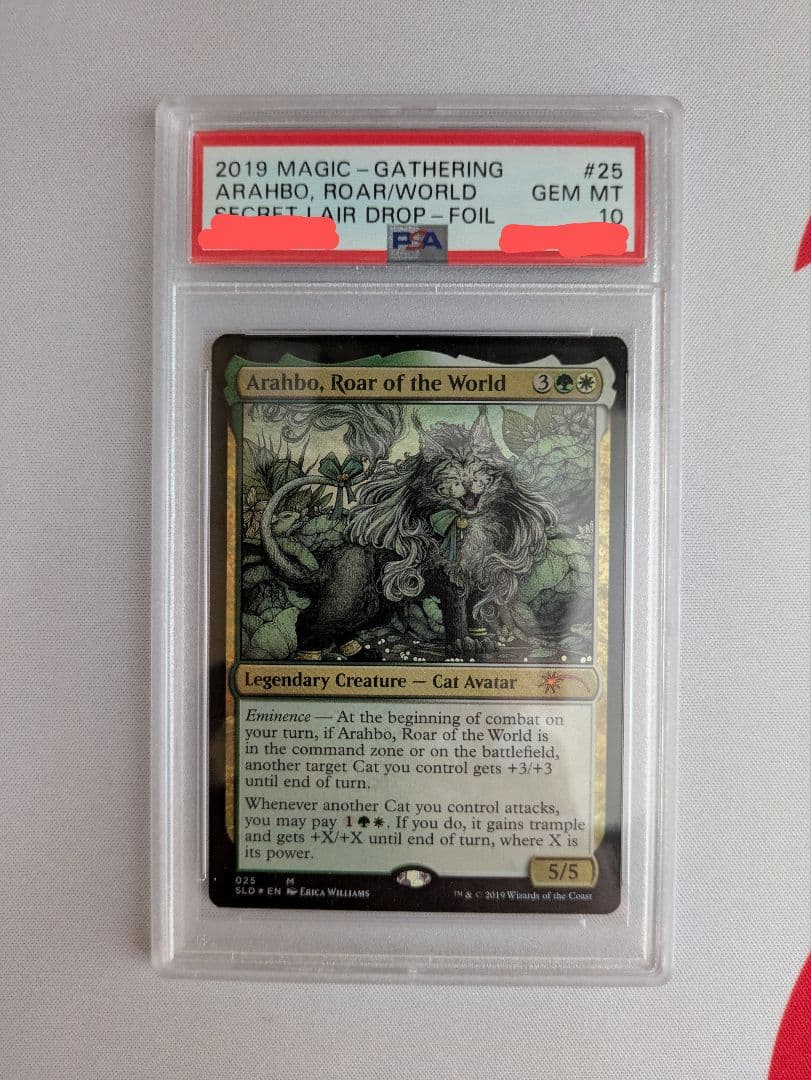 2019 MAGIC - GATHERING #25
ARAHBO, ROAR/WORLD GEM MT
SECRET LAIR DROP - FOIL 10
PSA
Arahbo, Roar of the World 3
Legendary Creature — Cat Avatar
Eminence — At the beginning of combat on
your turn, if Arahbo, Roar of the World is
in the command zone or on the battlefield,
another target Cat you control gets +3/+3
until end of turn.
Whenever another Cat you control attacks,
you may pay 1. If you do, it gains trample
and gets +X/+X until end of turn, where X is
its power.
5/5
025 M
SLD ★ EN ERICA WILLIAMS ™ & © 2019 Wizards of the Coast